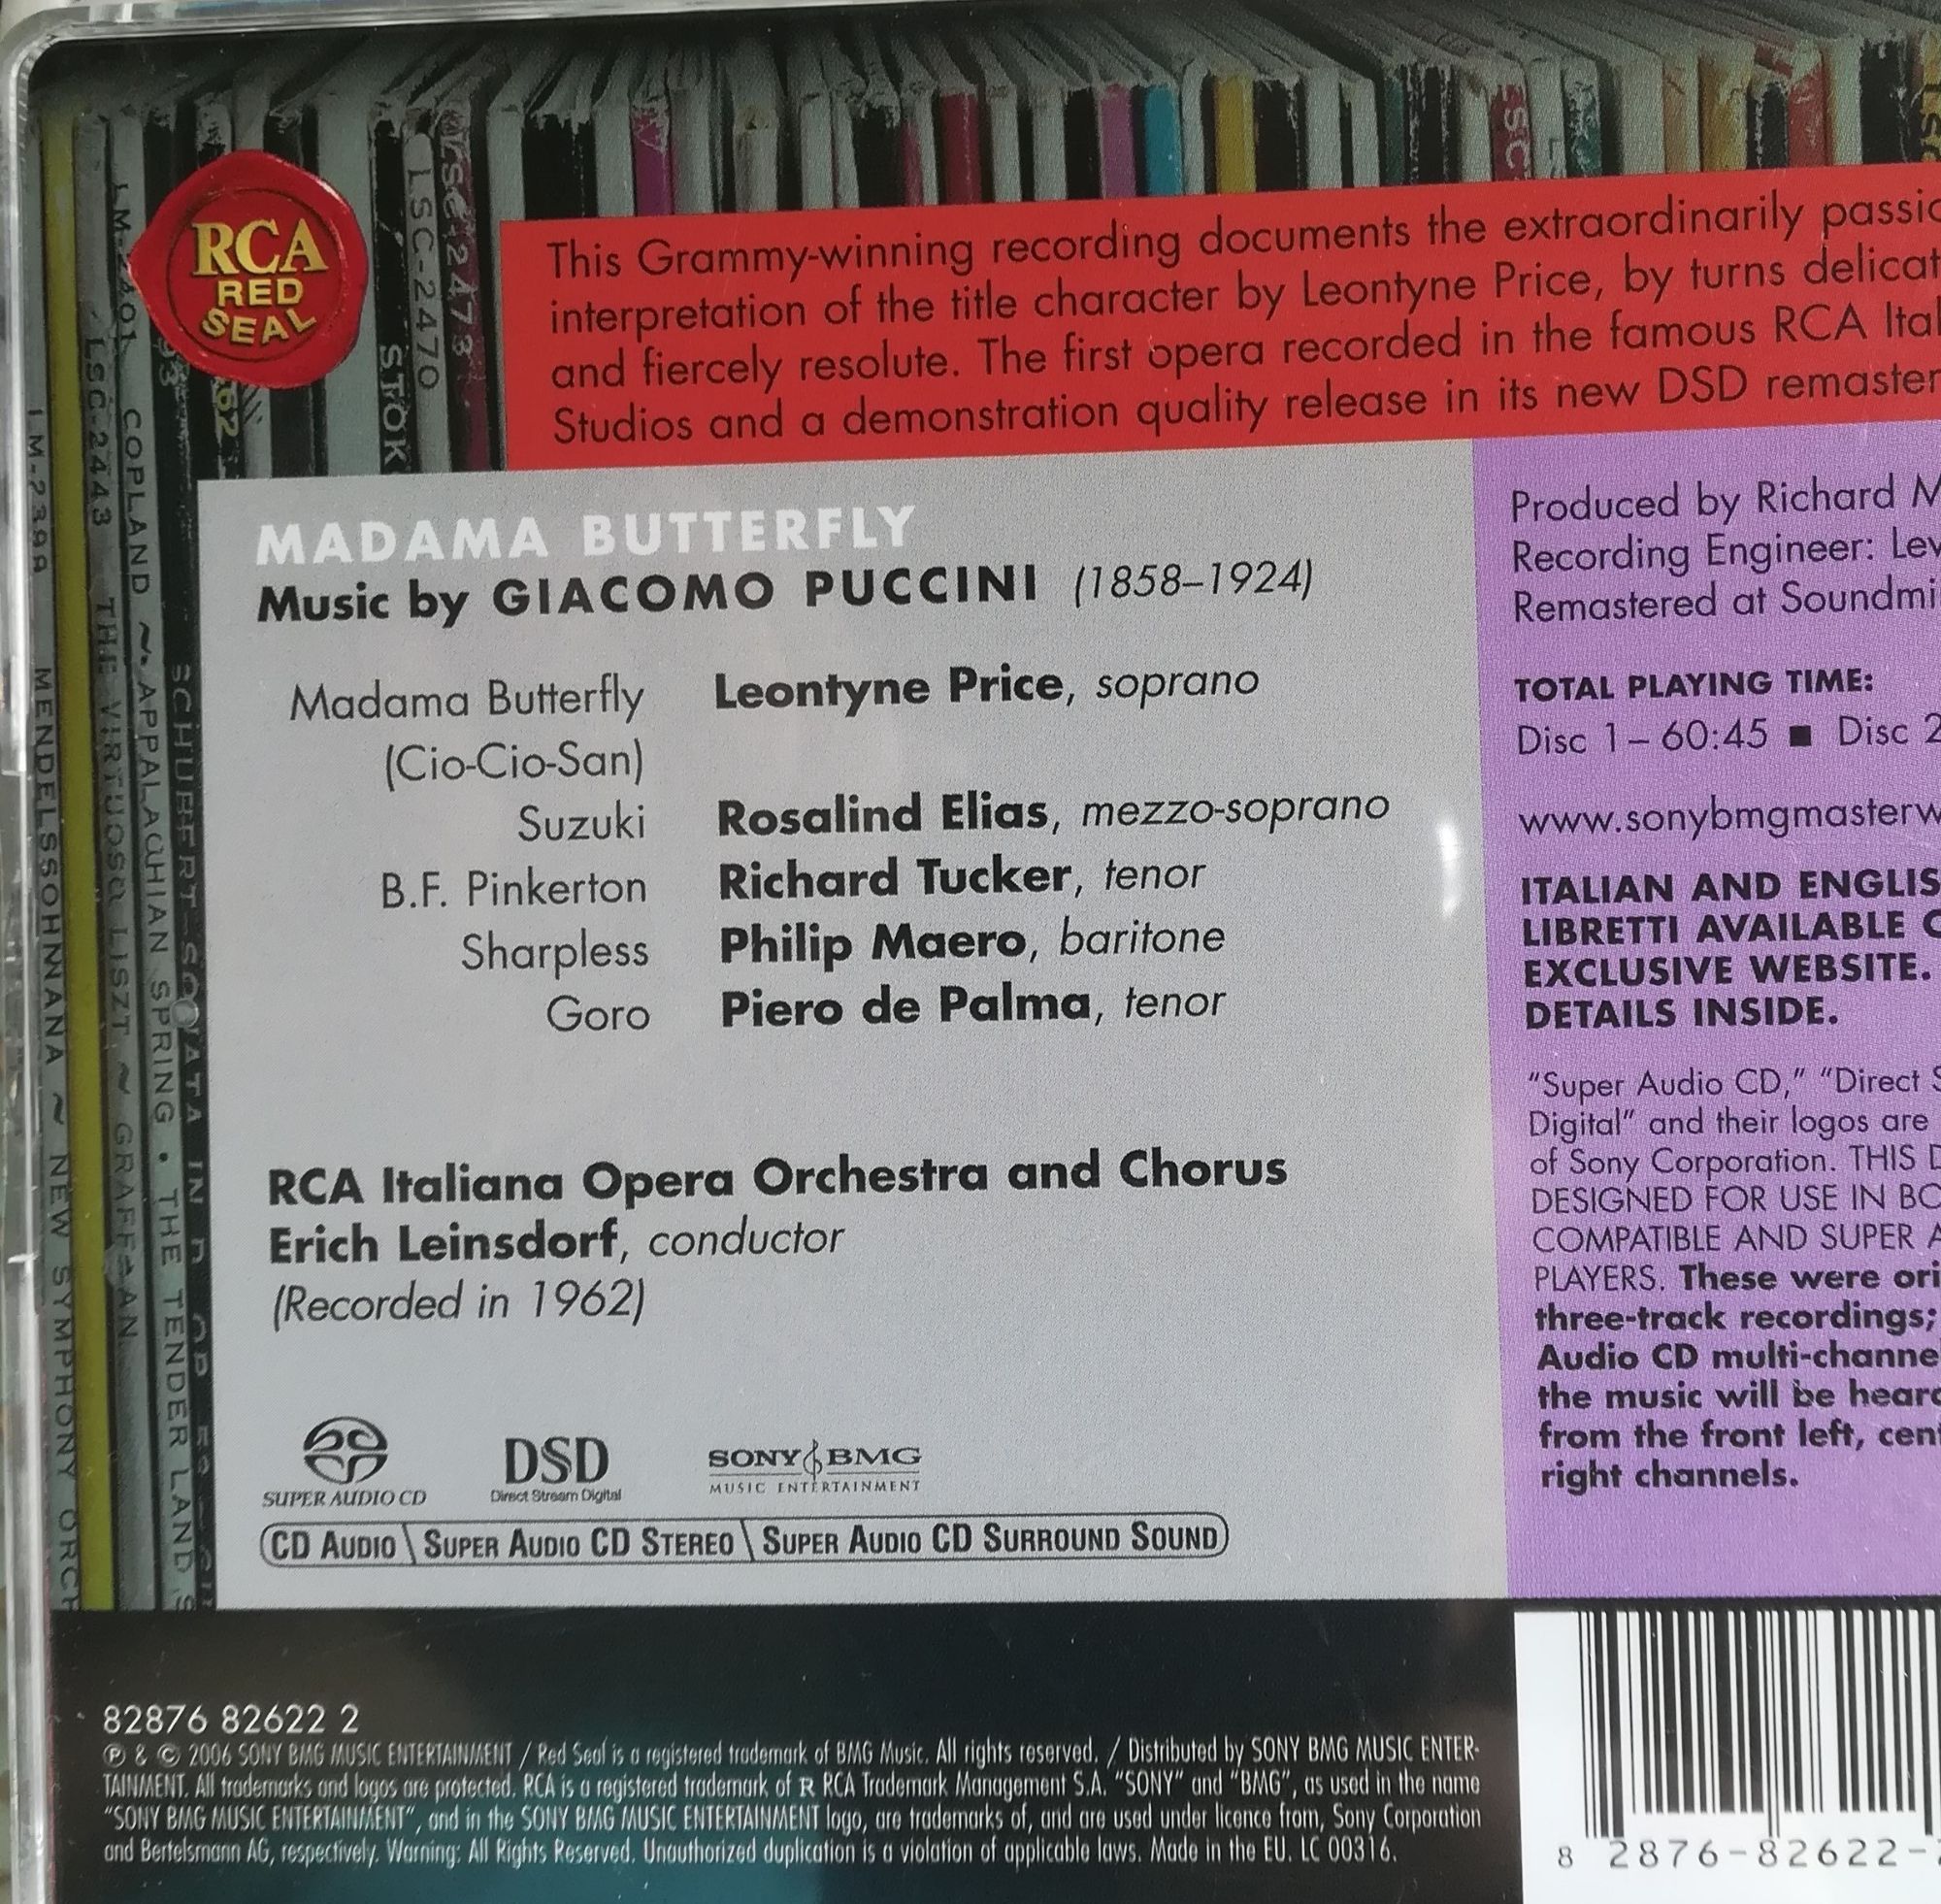 RCA
RED
SEAL
LSC-2470
LSC-2473
STOK
LSC-2443
THE VIRTUOSO LISZT ~ GRAFFMAN
COPLAND ~ APPALACHIAN SPRING • THE TENDER LAND S
MENDELSSOHNIANA ~ NEW SYMPHONY ORCH
This Grammy-winning recording documents the extraordinarily passio
interpretation of the title character by Leontyne Price, by turns delicat
and fiercely resolute. The first opera recorded in the famous RCA Ital
Studios and a demonstration quality release in its new DSD remaster
MADAMA BUTTERFLY
Music by GIACOMO PUCCINI (1858–1924)
Madama Butterfly Leontyne Price, soprano
(Cio-Cio-San)
Suzuki Rosalind Elias, mezzo-soprano
B.F. Pinkerton Richard Tucker, tenor
Sharpless Philip Maero, baritone
Goro Piero de Palma, tenor
RCA Italiana Opera Orchestra and Chorus
Erich Leinsdorf, conductor
(Recorded in 1962)
SUPER AUDIO CD
DSD
Direct Stream Digital
SONY BMG
MUSIC ENTERTAINMENT
CD AUDIO \ SUPER AUDIO CD STEREO \ SUPER AUDIO CD SURROUND SOUND
Produced by Richard M
Recording Engineer: Lew
Remastered at Soundmi
TOTAL PLAYING TIME:
Disc 1 – 60:45 ■ Disc 2
www.sonybmgmasterw
ITALIAN AND ENGLIS
LIBRETTI AVAILABLE O
EXCLUSIVE WEBSITE.
DETAILS INSIDE.
"Super Audio CD," "Direct S
Digital" and their logos are
of Sony Corporation. THIS D
DESIGNED FOR USE IN BO
COMPATIBLE AND SUPER A
PLAYERS. These were ori
three-track recordings;
Audio CD multi-channe
the music will be heard
from the front left, cent
right channels.
82876 82622 2
℗ & © 2006 SONY BMG MUSIC ENTERTAINMENT / Red Seal is a registered trademark of BMG Music. All rights reserved. / Distributed by SONY BMG MUSIC ENTER-
TAINMENT. All trademarks and logos are protected. RCA is a registered trademark of R RCA Trademark Management S.A. "SONY" and "BMG", as used in the name
"SONY BMG MUSIC ENTERTAINMENT", and in the SONY BMG MUSIC ENTERTAINMENT logo, are trademarks of, and are used under licence from, Sony Corporation
and Bertelsmann AG, respectively. Warning: All Rights Reserved. Unauthorized duplication is a violation of applicable laws. Made in the EU. LC 00316.
8 2876-82622-